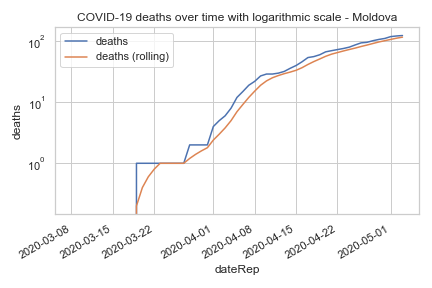 COVID-19 deaths over time with logarithmic scale - Moldova
deaths
deaths (rolling)
10²
10¹
10⁰
deaths
2020-03-08
2020-03-15
2020-03-22
2020-04-01
2020-04-08
2020-04-15
2020-04-22
2020-05-01
dateRep